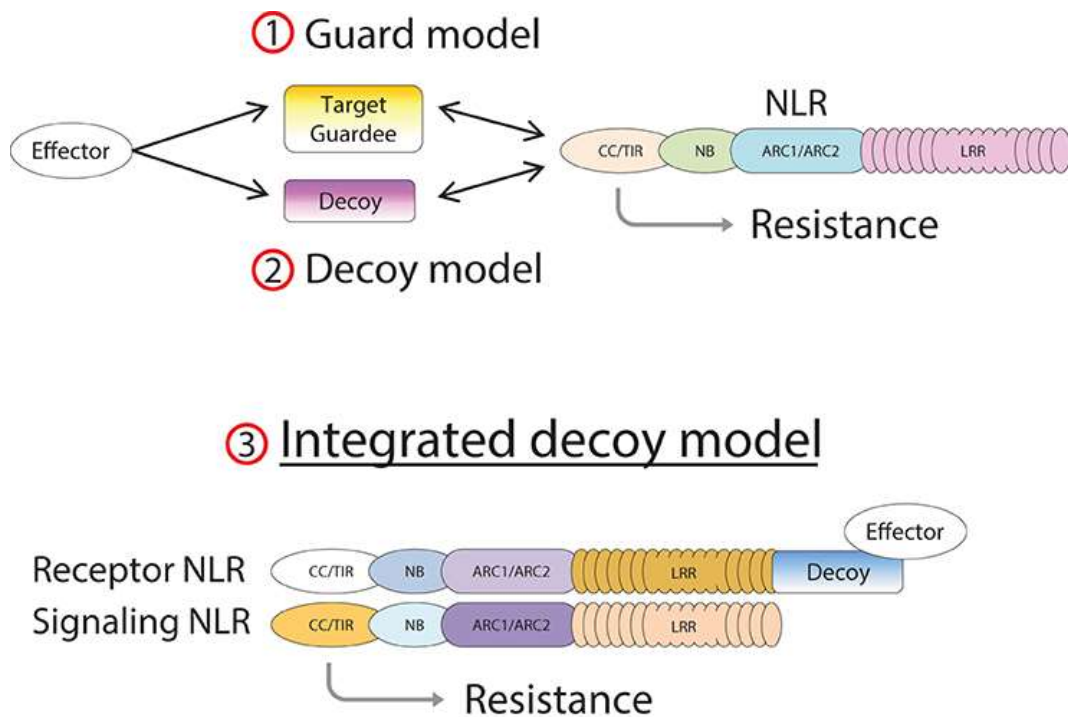 1 Guard model
Target
Guardee
NLR
Effector
CC/TIR NB ARC1/ARC2 LRR
Decoy
Resistance
2 Decoy model
3 Integrated decoy model
Effector
Receptor NLR CC/TIR NB ARC1/ARC2 LRR Decoy
Signaling NLR CC/TIR NB ARC1/ARC2 LRR
Resistance